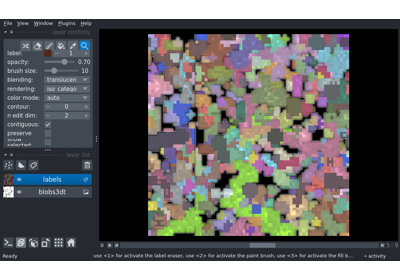 File View Window Plugins Help
layer controls
label: 1
opacity: 0.70
brush size: 10
blending: translucen
rendering: iso_catego
color mode: auto
contour: 0
n edit dim: 2
contiguous:
preserve
show
selected:
layer list
labels
blobs3dt
Ready
use <1> for activate the label eraser, use <2> for activate the paint brush, use <3> for activate the fill b...
activity